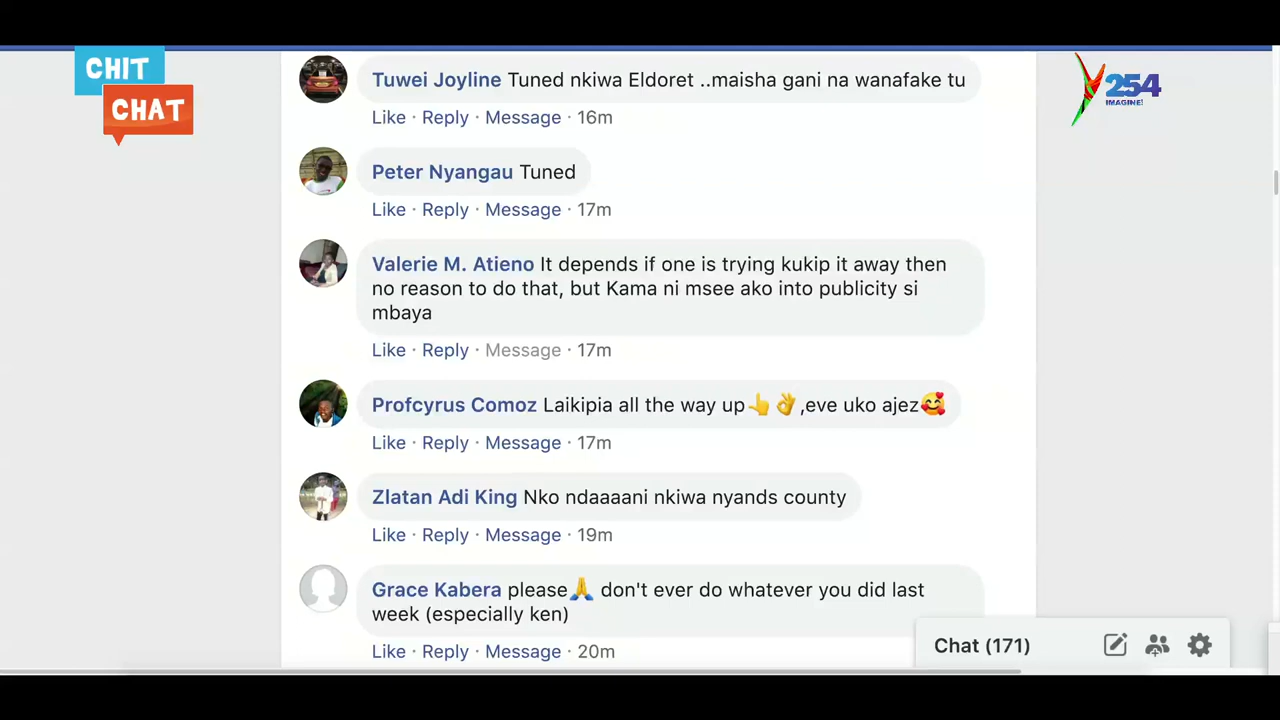 CHIT
CHAT
254
IMAGINE!
Tuwei Joyline Tuned nkiwa Eldoret ..maisha gani na wanafake tu
Like · Reply · Message · 16m
Peter Nyangau Tuned
Like · Reply · Message · 17m
Valerie M. Atieno It depends if one is trying kukip it away then
no reason to do that, but Kama ni msee ako into publicity si
mbaya
Like · Reply · Message · 17m
Profcyrus Comoz Laikipia all the way up👆👌,eve uko ajez🥰
Like · Reply · Message · 17m
Zlatan Adi King Nko ndaaaani nkiwa nyands county
Like · Reply · Message · 19m
Grace Kabera please🙏 don't ever do whatever you did last
week (especially ken)
Like · Reply · Message · 20m
Chat (171)